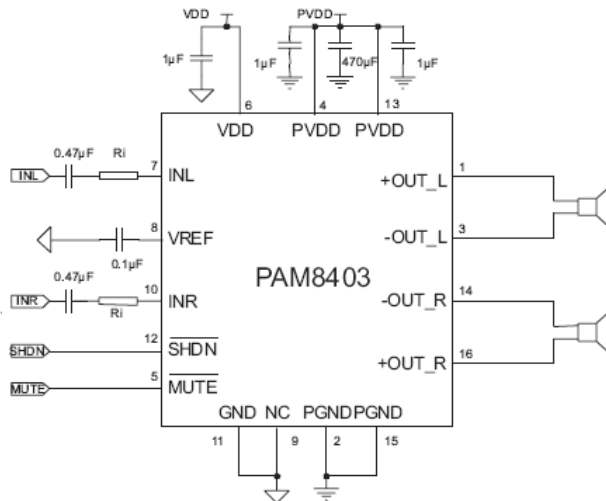 VDD PVDD
1µF 1µF 470µF 1µF
6 4 13
VDD PVDD PVDD
0.47µF Ri
INL 7 INL +OUT_L 1
8 VREF -OUT_L 3
0.1µF
0.47µF PAM8403
INR 10 INR -OUT_R 14
Ri
SHDN 12 SHDN +OUT_R 16
MUTE 5 MUTE
GND NC PGND PGND
11 9 2 15